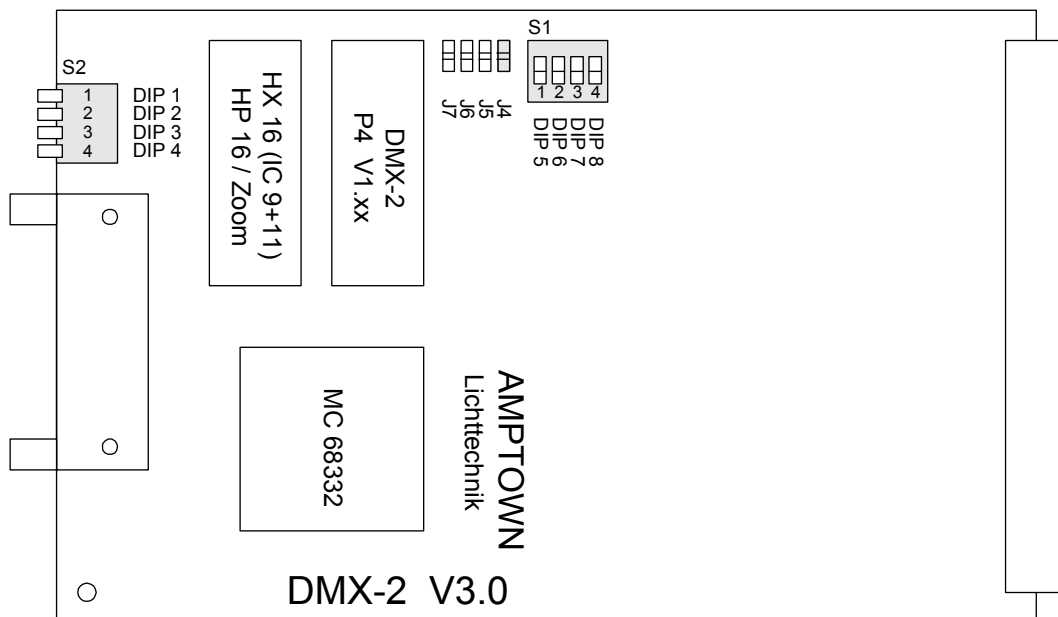 S1
S2
1 DIP 1
2 DIP 2
3 DIP 3
4 DIP 4
HX 16 (IC 9+11)
HP 16 / Zoom
DMX-2
P4 V1.xx
J7
J6
J5
J4
1 2 3 4
DIP 5
DIP 6
DIP 7
DIP 8
MC 68332
AMPTOWN
Lichttechnik
DMX-2 V3.0